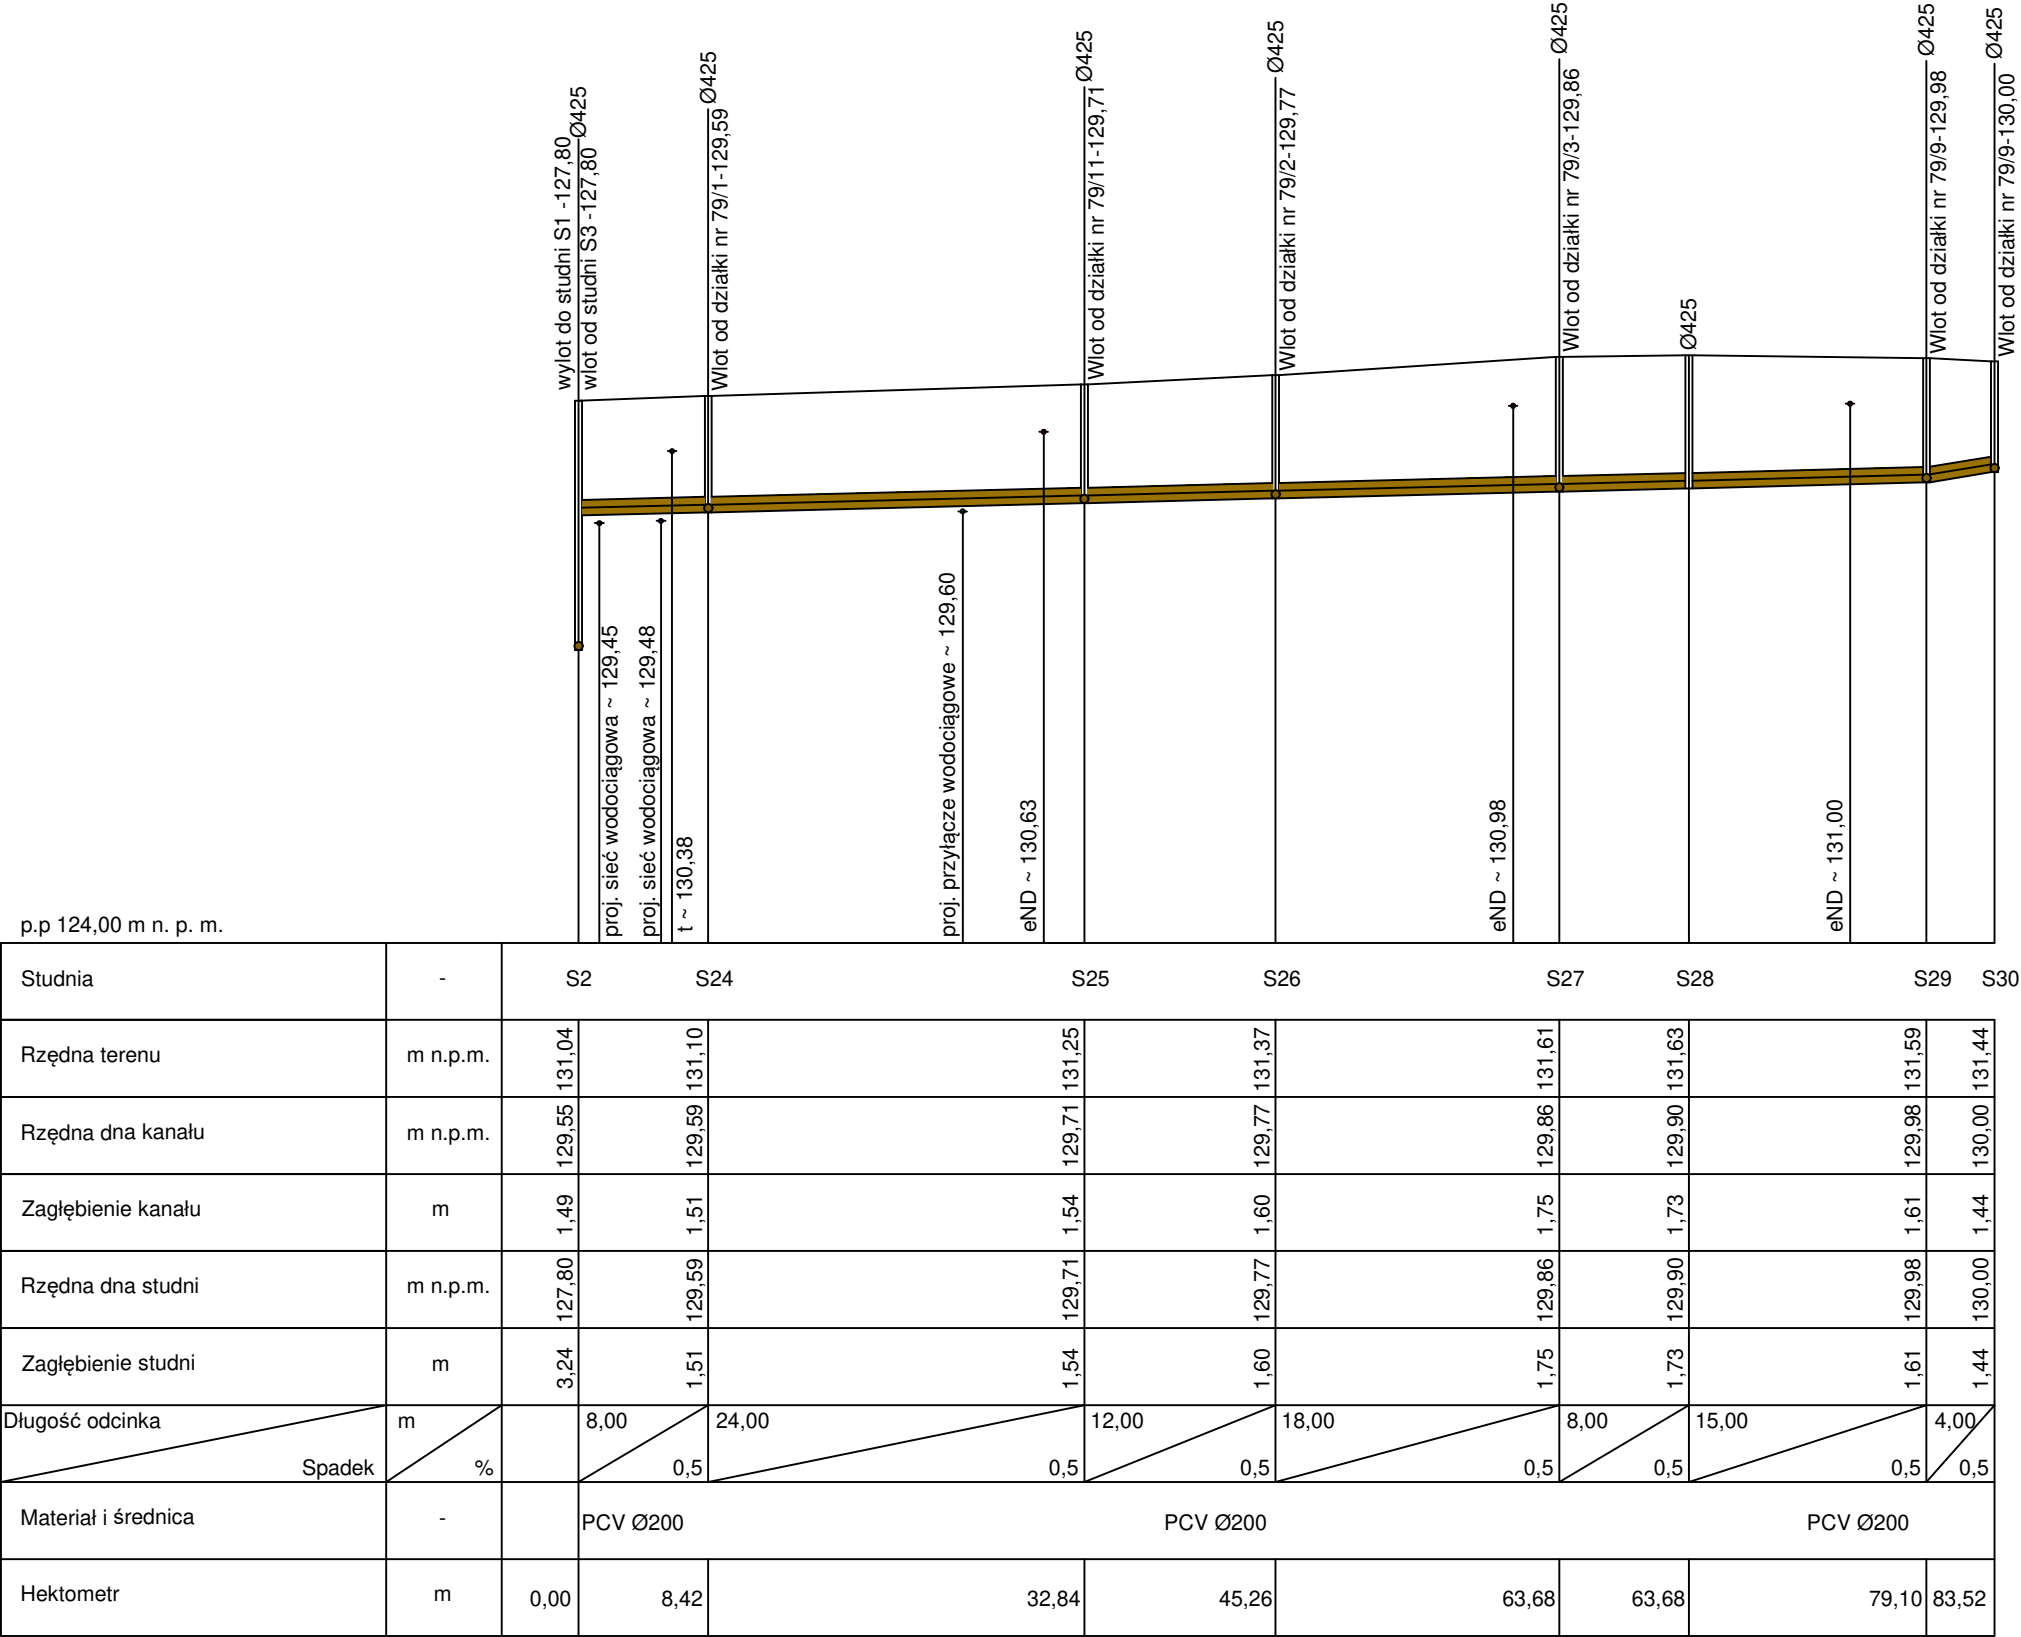 wylot do studni S1 -127,80
Ø425
wlot od studni S3 -127,80
Ø425
Wlot od działki nr 79/1-129,59
Ø425
Wlot od działki nr 79/11-129,71
Ø425
Wlot od działki nr 79/2-129,77
Ø425
Wlot od działki nr 79/3-129,86
Ø425
Ø425
Wlot od działki nr 79/9-129,98
Ø425
Wlot od działki nr 79/9-130,00
proj. sieć wodociągowa ~ 129,45
proj. sieć wodociągowa ~ 129,48
t ~ 130,38
proj. przyłącze wodociągowe ~ 129,60
eND ~ 130,63
eND ~ 130,98
eND ~ 131,00
p.p 124,00 m n. p. m.
Studnia - S2 S24 S25 S26 S27 S28 S29 S30
Rzędna terenu m n.p.m. 131,04 131,10 131,25 131,37 131,61 131,63 131,59 131,44
Rzędna dna kanału m n.p.m. 129,55 129,59 129,71 129,77 129,86 129,90 129,98 130,00
Zagłębienie kanału m 1,49 1,51 1,54 1,60 1,75 1,73 1,61 1,44
Rzędna dna studni m n.p.m. 127,80 129,59 129,71 129,77 129,86 129,90 129,98 130,00
Zagłębienie studni m 3,24 1,51 1,54 1,60 1,75 1,73 1,61 1,44
Długość odcinka m 8,00 24,00 12,00 18,00 8,00 15,00 4,00
Spadek % 0,5 0,5 0,5 0,5 0,5 0,5 0,5
Materiał i średnica - PCV Ø200 PCV Ø200 PCV Ø200
Hektometr m 0,00 8,42 32,84 45,26 63,68 63,68 79,10 83,52